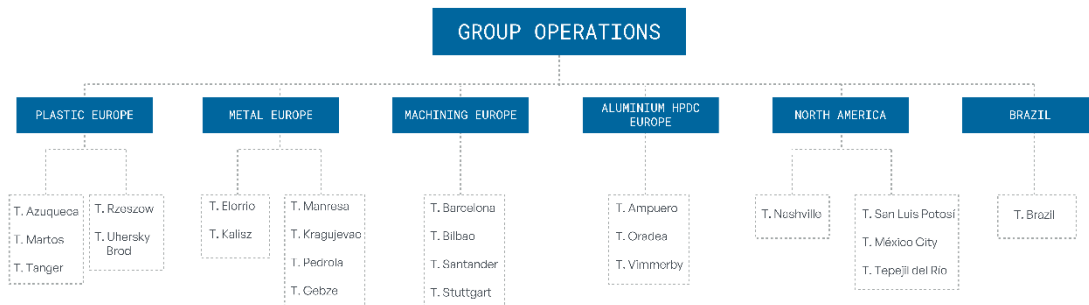 GROUP OPERATIONS
PLASTIC EUROPE
METAL EUROPE
MACHINING EUROPE
ALUMINIUM HPDC
EUROPE
NORTH AMERICA
BRAZIL
T. Azuqueca
T. Martos
T. Tanger
T. Rzeszow
T. Uhersky
Brod
T. Elorrio
T. Kalisz
T. Manresa
T. Kragujevac
T. Pedrola
T. Gebze
T. Barcelona
T. Bilbao
T. Santander
T. Stuttgart
T. Ampuero
T. Oradea
T. Vimmerby
T. Nashville
T. San Luis Potosí
T. México City
T. Tepejil del Río
T. Brazil